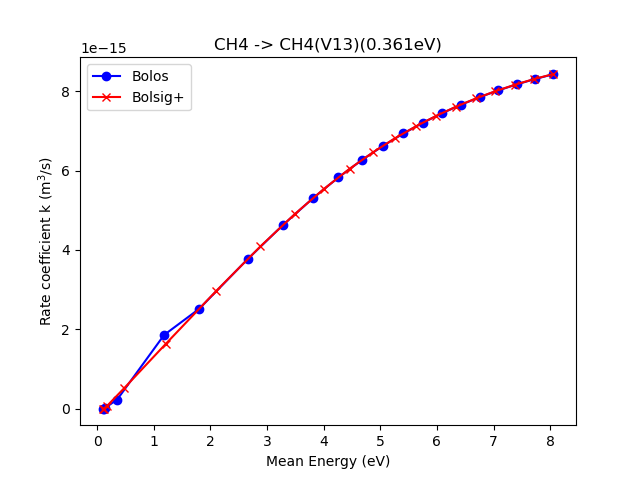 CH4 -> CH4(V13)(0.361eV)
1e−15
Bolos
Bolsig+
8
6
4
2
0
Rate coefficient k (m³/s)
0 1 2 3 4 5 6 7 8
Mean Energy (eV)